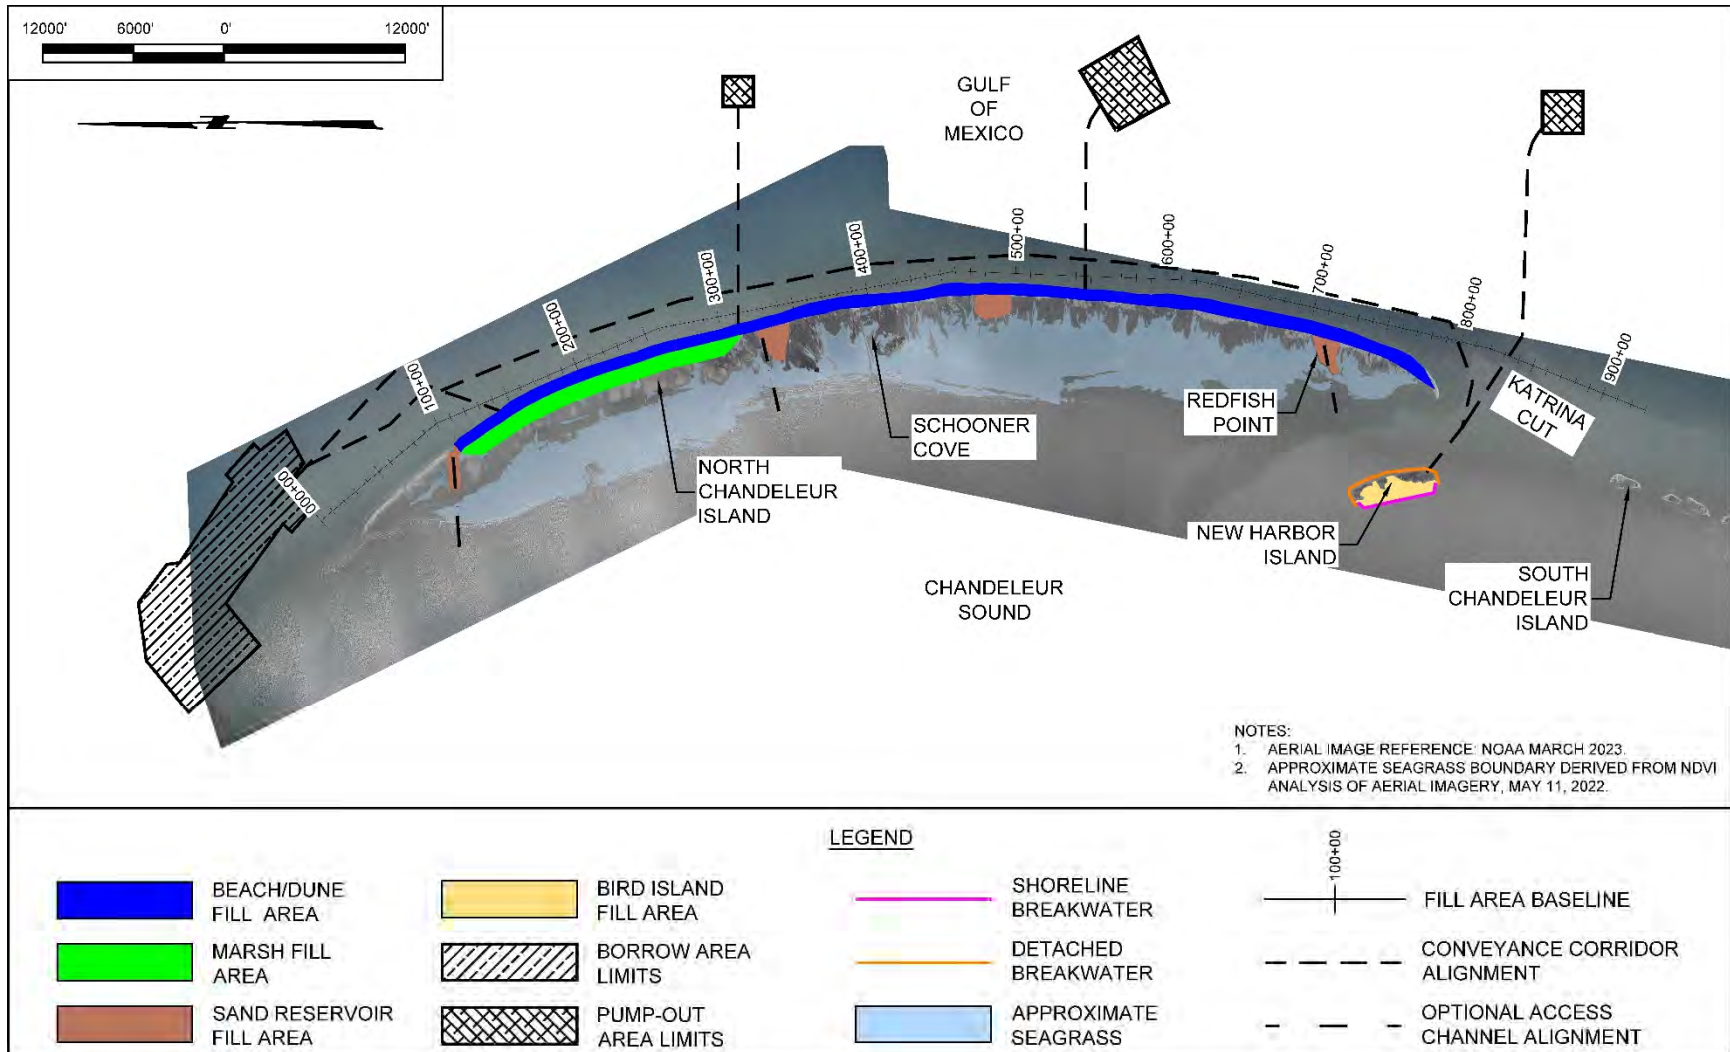 12000' 6000' 0' 12000'
GULF
OF
MEXICO
000+00
100+00
200+00
300+00
400+00
500+00
600+00
700+00
800+00
900+00
KATRINA
CUT
REDFISH
POINT
SCHOONER
COVE
NORTH
CHANDELEUR
ISLAND
NEW HARBOR
ISLAND
SOUTH
CHANDELEUR
ISLAND
CHANDELEUR
SOUND
NOTES:
1. AERIAL IMAGE REFERENCE: NOAA MARCH 2023.
2. APPROXIMATE SEAGRASS BOUNDARY DERIVED FROM NDVI
ANALYSIS OF AERIAL IMAGERY, MAY 11, 2022.
LEGEND
BEACH/DUNE
FILL AREA
MARSH FILL
AREA
SAND RESERVOIR
FILL AREA
BIRD ISLAND
FILL AREA
BORROW AREA
LIMITS
PUMP-OUT
AREA LIMITS
SHORELINE
BREAKWATER
DETACHED
BREAKWATER
APPROXIMATE
SEAGRASS
100+00
FILL AREA BASELINE
CONVEYANCE CORRIDOR
ALIGNMENT
OPTIONAL ACCESS
CHANNEL ALIGNMENT